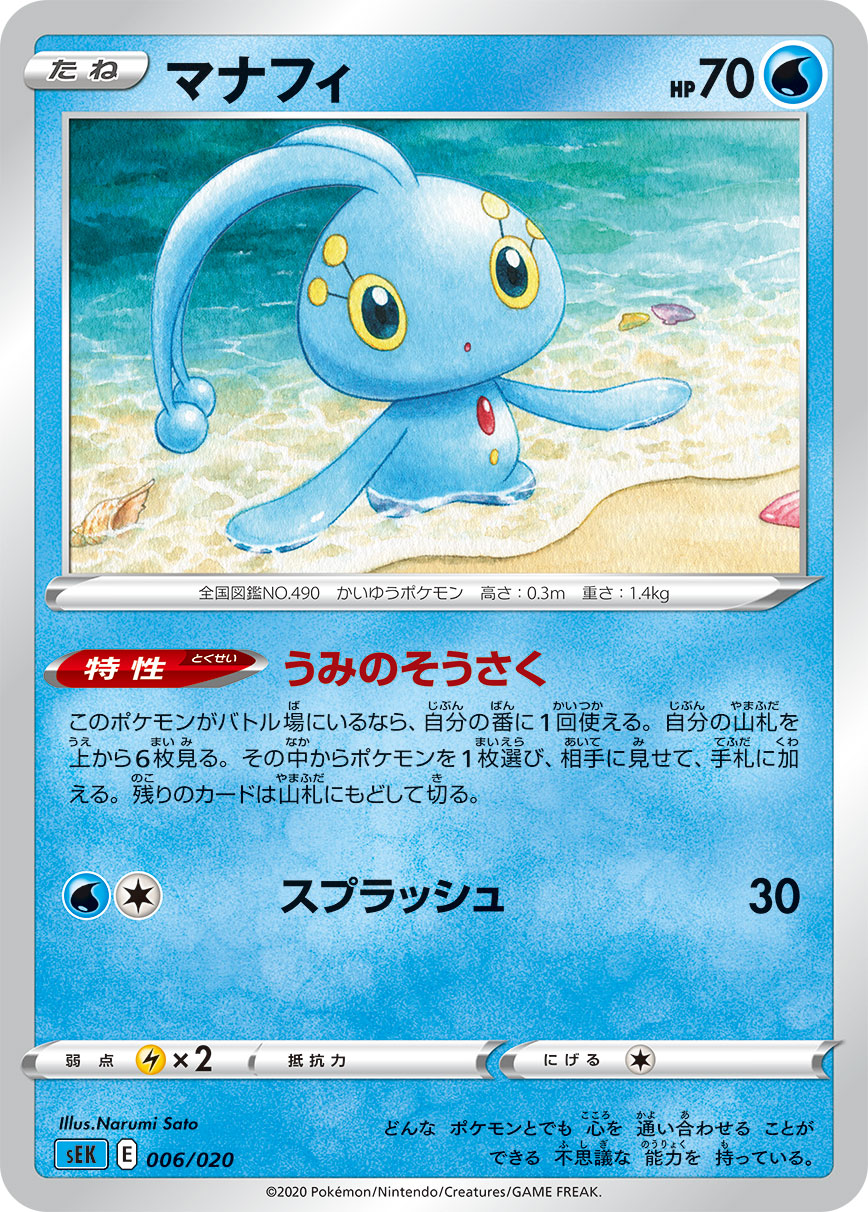 たね マナフィ HP70
全国図鑑NO.490 かいゆうポケモン 高さ：0.3m 重さ：1.4kg
特性 とくせい うみのそうさく
このポケモンがバトル場にいるなら、自分の番に1回使える。自分の山札を
上から6枚見る。その中からポケモンを1枚選び、相手に見せて、手札に加
える。残りのカードは山札にもどして切る。
スプラッシュ 30
弱点 ×2 抵抗力 にげる
Illus.Narumi Sato
どんな ポケモンとでも 心を 通い合わせる ことが
できる 不思議な 能力を 持っている。
sEK E 006/020
©2020 Pokémon/Nintendo/Creatures/GAME FREAK.